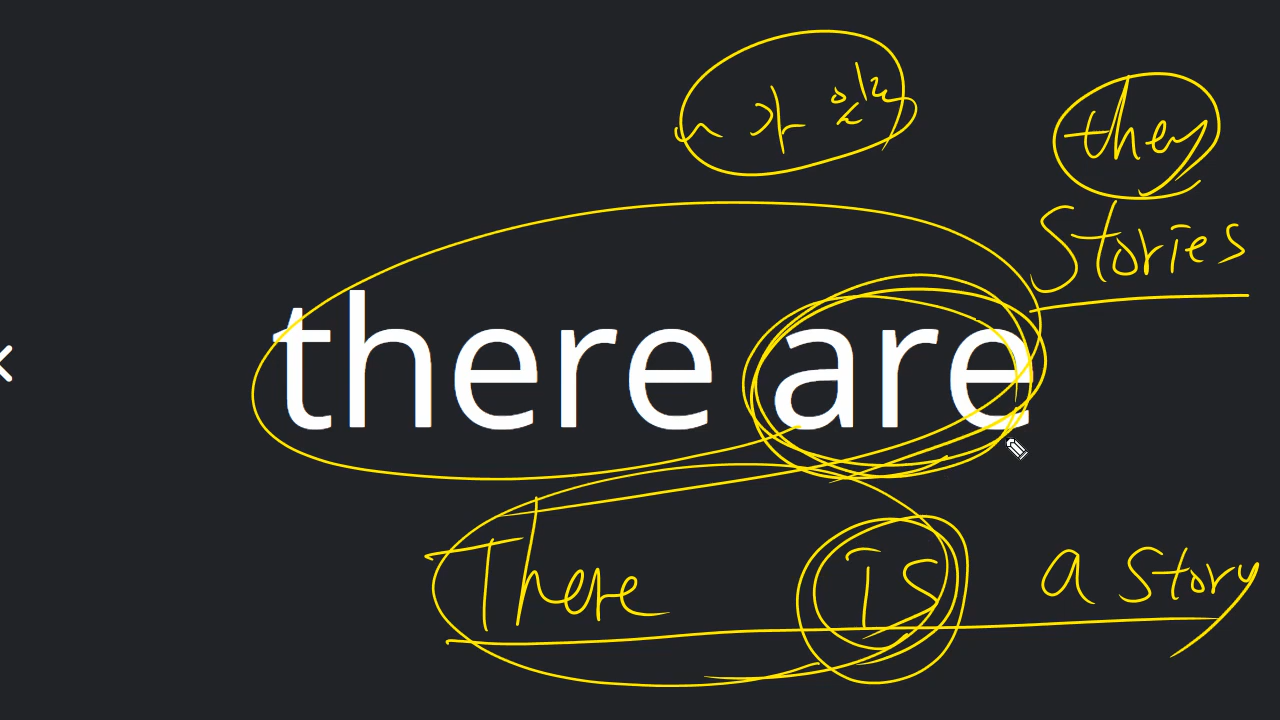 ~가 있다
they
stories
there are
There is a story